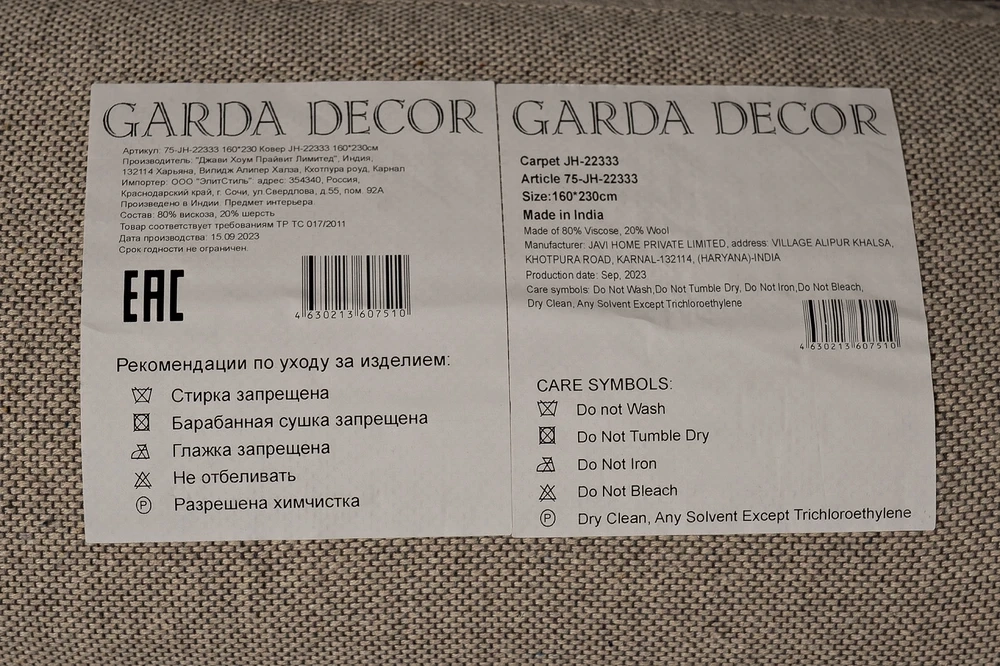 GARDA DECOR
Артикул: 75-JH-22333 160*230 Ковер JH-22333 160*230см
Производитель: "Джави Хоум Прайвит Лимитед", Индия,
132114 Харьяна, Вилидж Алипер Халза, Кхотпура роуд, Карнал
Импортер: ООО "ЭлитСтиль". адрес: 354340, Россия,
Краснодарский край, г. Сочи, ул.Свердлова, д.55, пом. 92А
Произведено в Индии. Предмет интерьера.
Состав: 80% вискоза, 20% шерсть
Товар соответствует требованиям ТР ТС 017/2011
Дата производства: 15.09.2023
Срок годности не ограничен.
EAC
4 630213 607510
Рекомендации по уходу за изделием:
Стирка запрещена
Барабанная сушка запрещена
Глажка запрещена
Не отбеливать
P Разрешена химчистка
GARDA DECOR
Carpet JH-22333
Article 75-JH-22333
Size:160*230cm
Made in India
Made of 80% Viscose, 20% Wool
Manufacturer: JAVI HOME PRIVATE LIMITED, address: VILLAGE ALIPUR KHALSA,
KHOTPURA ROAD, KARNAL-132114, (HARYANA)-INDIA
Production date: Sep, 2023
Care symbols: Do Not Wash,Do Not Tumble Dry, Do Not Iron,Do Not Bleach,
Dry Clean, Any Solvent Except Trichloroethylene
4 630213 607510
CARE SYMBOLS:
Do not Wash
Do Not Tumble Dry
Do Not Iron
Do Not Bleach
P Dry Clean, Any Solvent Except Trichloroethylene